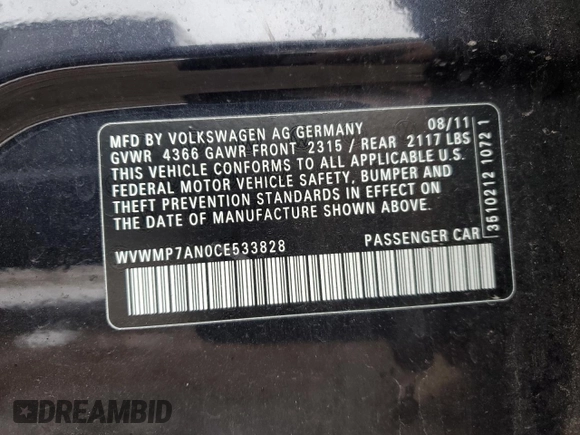 MFD BY VOLKSWAGEN AG GERMANY 08/11
GVWR 4366 GAWR FRONT 2315 / REAR 2117 LBS
THIS VEHICLE CONFORMS TO ALL APPLICABLE U.S.
FEDERAL MOTOR VEHICLE SAFETY, BUMPER AND
THEFT PREVENTION STANDARDS IN EFFECT ON
THE DATE OF MANUFACTURE SHOWN ABOVE.
WVWMP7AN0CE533828 PASSENGER CAR
3610212 1072 1
DREAMBID